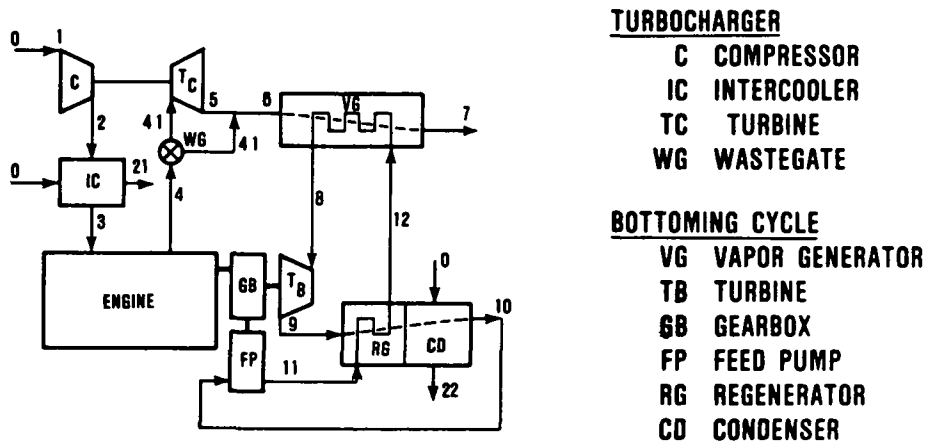 TURBOCHARGER
C COMPRESSOR
IC INTERCOOLER
TC TURBINE
WG WASTEGATE
BOTTOMING CYCLE
VG VAPOR GENERATOR
TB TURBINE
GB GEARBOX
FP FEED PUMP
RG REGENERATOR
CD CONDENSER
0 1
C
TC
5
6
VG
7
2
41
WG
41
0
IC
21
4
8
12
3
ENGINE
GB
TB
0
10
9
RG
CD
FP
11
22